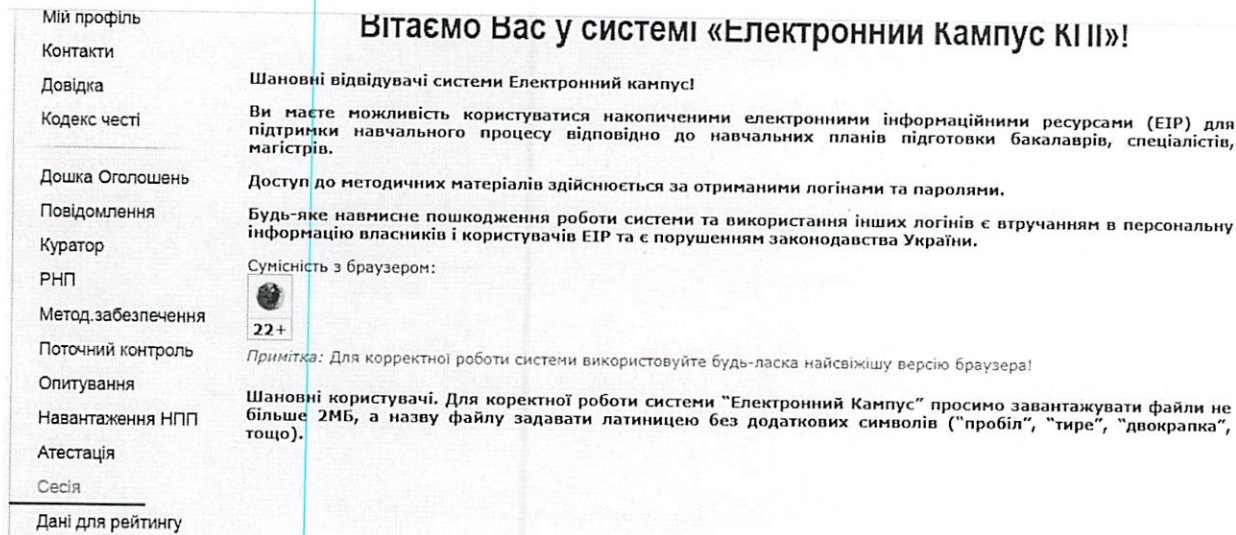 Мій профіль
Контакти
Довідка
Кодекс честі
Дошка Оголошень
Повідомлення
Куратор
РНП
Метод.забезпечення
Поточний контроль
Опитування
Навантаження НПП
Атестація
Сесія
Дані для рейтингу
Вітаємо Вас у системі «Електронний Кампус КПІ»!
Шановні відвідувачі системи Електронний кампус!
Ви маєте можливість користуватися накопиченими електронними інформаційними ресурсами (ЕІР) для
підтримки навчального процесу відповідно до навчальних планів підготовки бакалаврів, спеціалістів,
магістрів.
Доступ до методичних матеріалів здійснюється за отриманими логінами та паролями.
Будь-яке навмисне пошкодження роботи системи та використання інших логінів є втручанням в персональну
інформацію власників і користувачів ЕІР та є порушенням законодавства України.
Сумісність з браузером:
22+
Примітка: Для корректної роботи системи використовуйте будь-ласка найсвіжішу версію браузера!
Шановні користувачі. Для коректної роботи системи "Електронний Кампус" просимо завантажувати файли не
більше 2МБ, а назву файлу задавати латиницею без додаткових символів ("пробіл", "тире", "двокрапка",
тощо).